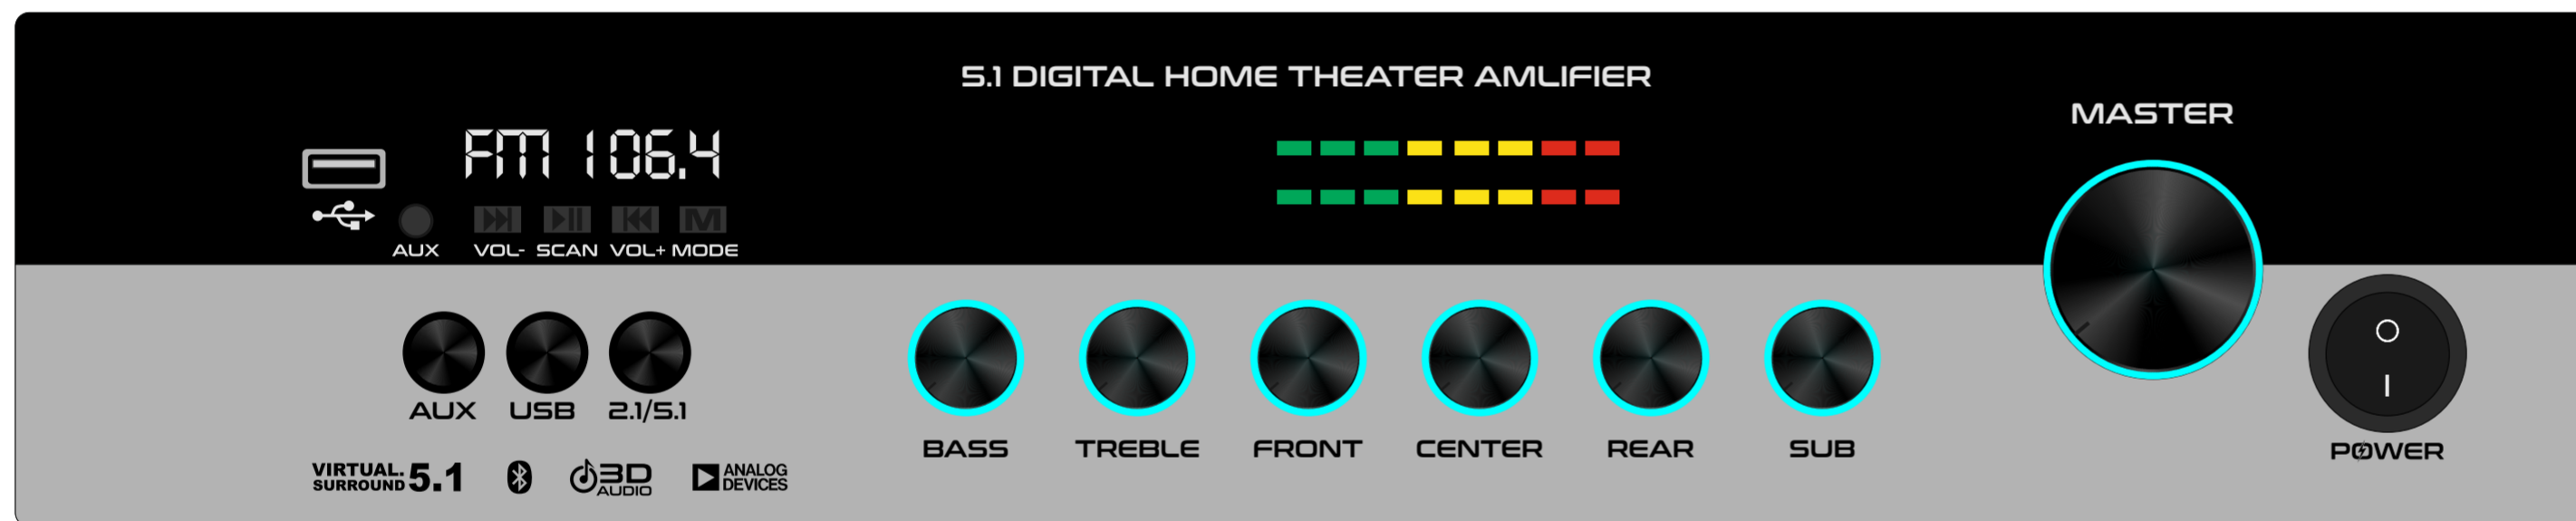 5.1 DIGITAL HOME THEATER AMLIFIER
MASTER
FM 106.4
M
AUX VOL- SCAN VOL+ MODE
AUX USB 2.1/5.1
BASS TREBLE FRONT CENTER REAR SUB
POWER
VIRTUAL. SURROUND 5.1
3D AUDIO
ANALOG DEVICES